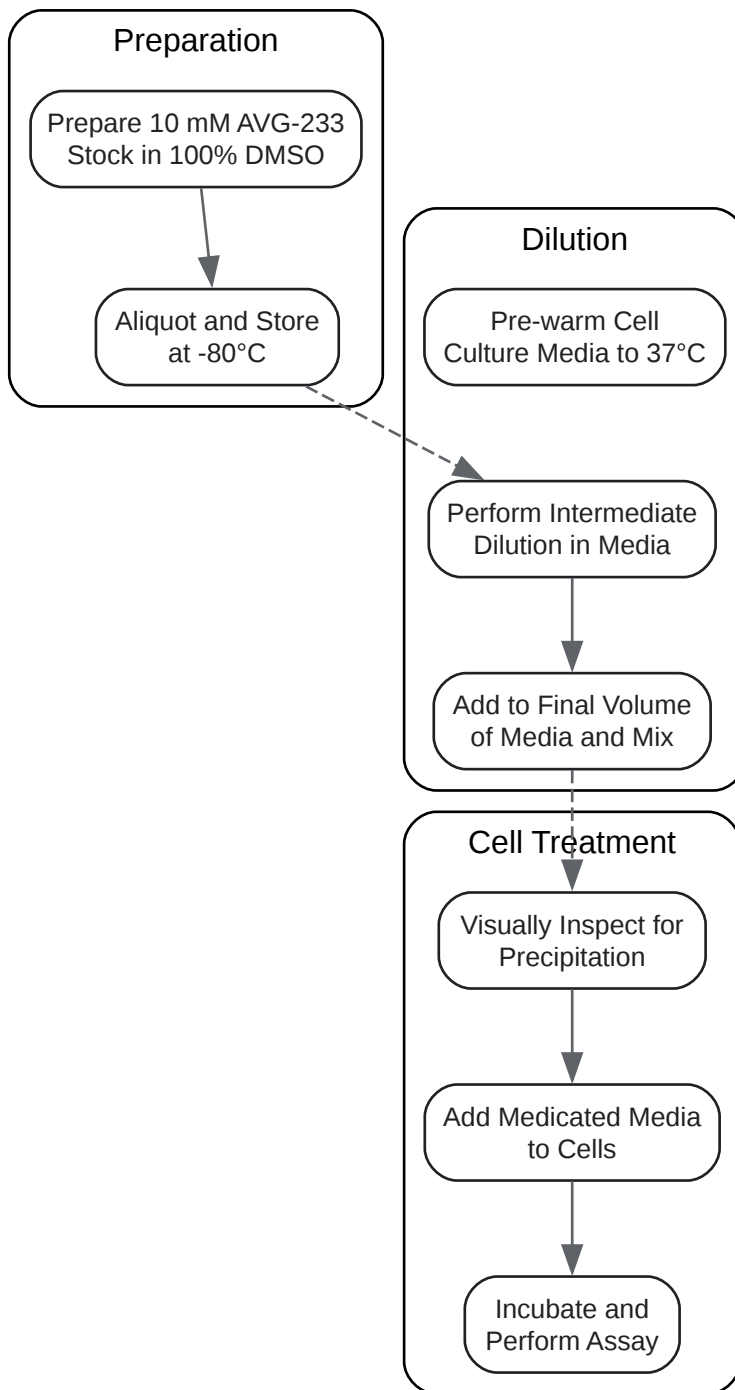 Preparation
Prepare 10 mM AVG-233
Stock in 100% DMSO
Aliquot and Store
at -80°C
Dilution
Pre-warm Cell
Culture Media to 37°C
Perform Intermediate
Dilution in Media
Add to Final Volume
of Media and Mix
Cell Treatment
Visually Inspect for
Precipitation
Add Medicated Media
to Cells
Incubate and
Perform Assay